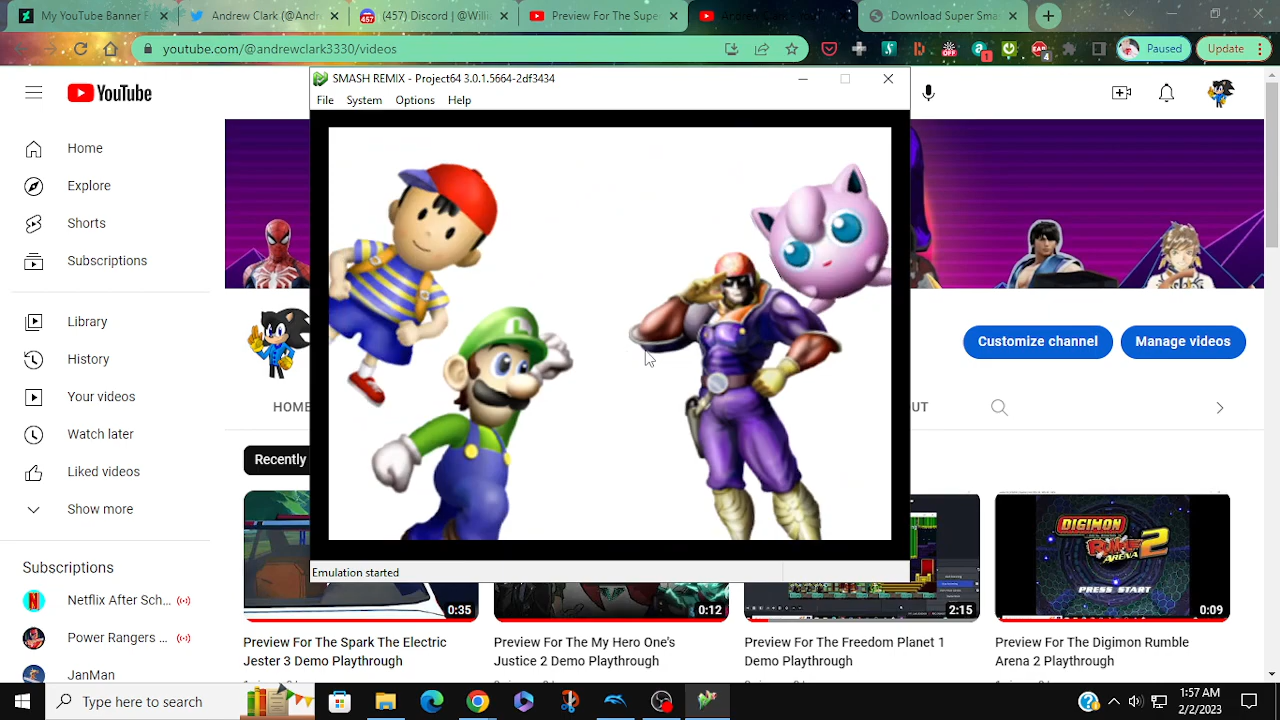 My YouTube Banner
Andrew Clark (@An
(457) Discord | @Willi
Preview For The Supe
Download Super Sma
youtube.com/@andrewclark3330/videos
Paused
Update
SMASH REMIX - Project64 3.0.1.5664-2df3434
File System Options Help
YouTube
Home
Explore
Shorts
Subscriptions
Library
History
Your videos
Watch later
Liked videos
Show more
Subscriptions
Power Rangers ...
Customize channel
Manage videos
HOME
UT
Recently
Emulation started
DIGIMON
RUMBLE
ARENA 2
PRESS START
0:35
0:12
2:15
0:09
Preview For The Spark The Electric
Jester 3 Demo Playthrough
Preview For The My Hero One's
Justice 2 Demo Playthrough
Preview For The Freedom Planet 1
Demo Playthrough
Preview For The Digimon Rumble
Arena 2 Playthrough
Type here to search
1:57 AM
2/2/2023